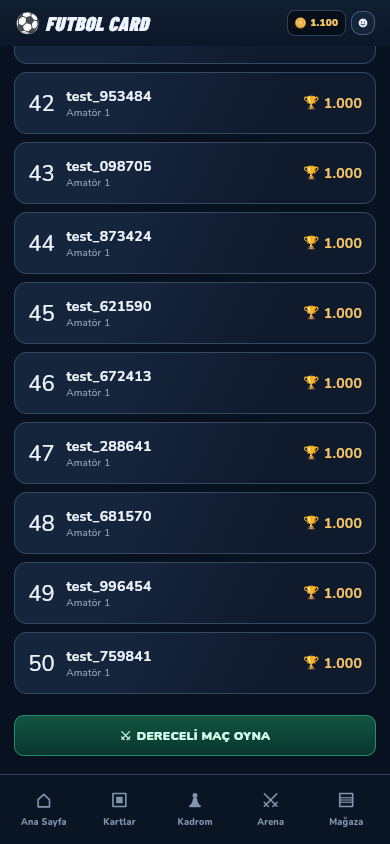 FUTBOL CARD
1.100
42 test_953484 1.000
Amatör 1
43 test_098705 1.000
Amatör 1
44 test_873424 1.000
Amatör 1
45 test_621590 1.000
Amatör 1
46 test_672413 1.000
Amatör 1
47 test_288641 1.000
Amatör 1
48 test_681570 1.000
Amatör 1
49 test_996454 1.000
Amatör 1
50 test_759841 1.000
Amatör 1
DERECELİ MAÇ OYNA
Ana Sayfa Kartlar Kadrom Arena Mağaza